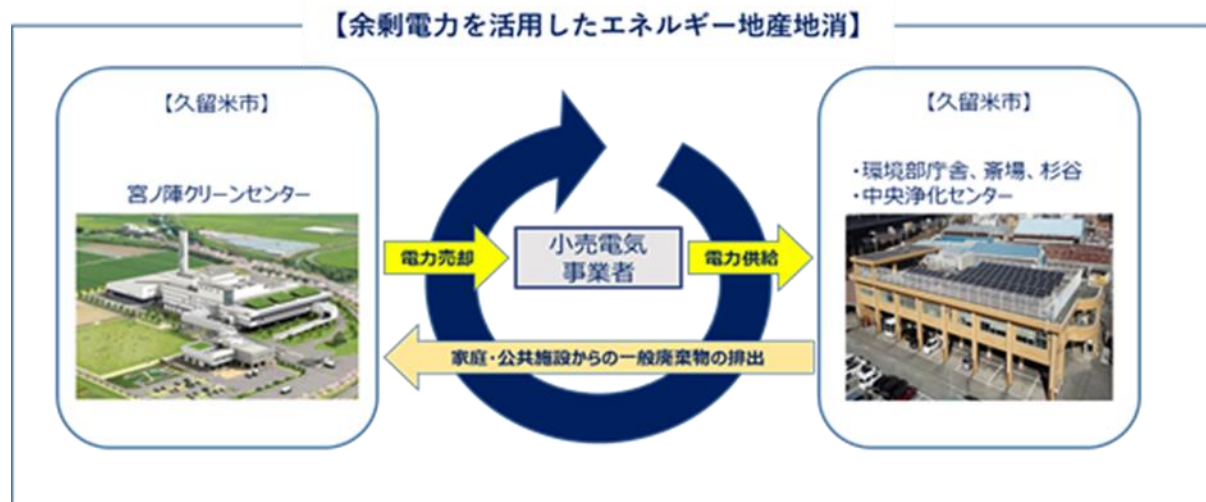 【余剰電力を活用したエネルギー地産地消】
【久留米市】
宮ノ陣クリーンセンター
電力売却
小売電気
事業者
電力供給
【久留米市】
・環境部庁舎、斎場、杉谷
・中央浄化センター
家庭・公共施設からの一般廃棄物の排出